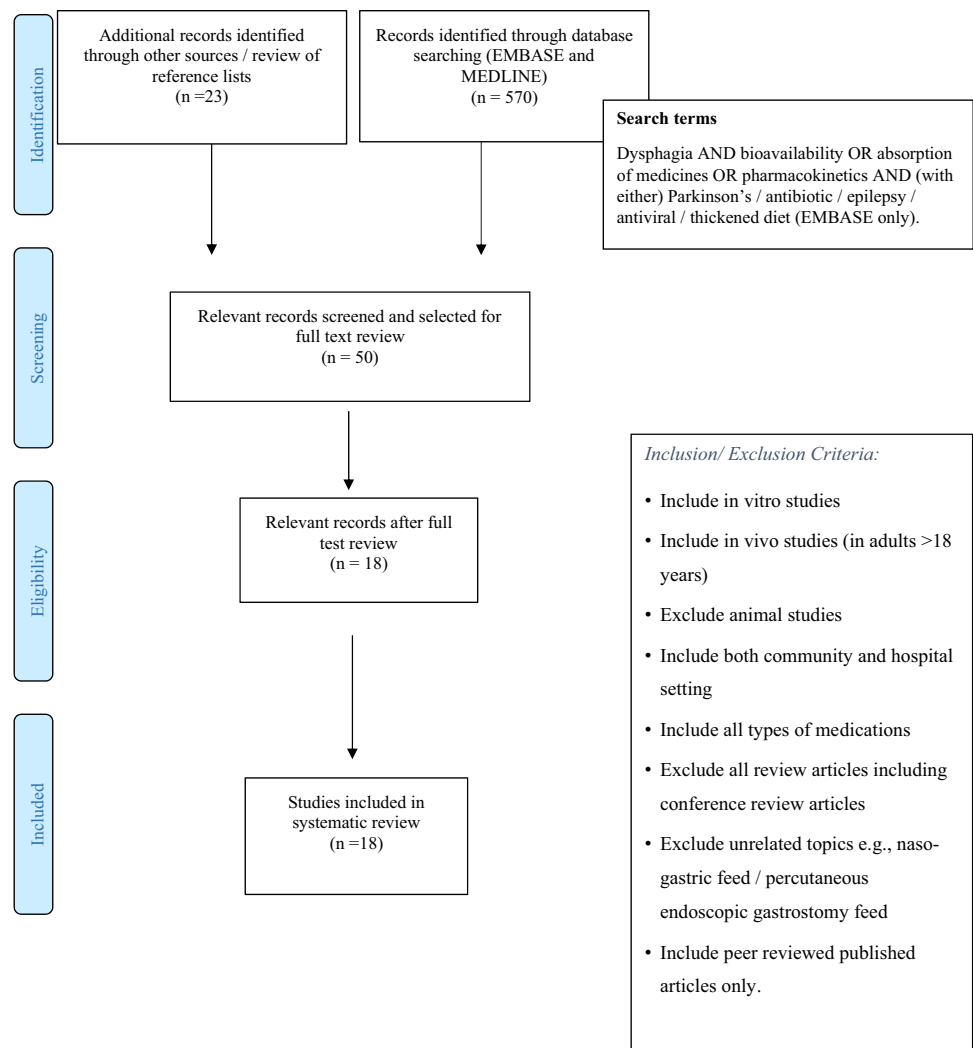 Identification
Additional records identified
through other sources / review of
reference lists
(n =23)
Records identified through database
searching (EMBASE and
MEDLINE)
(n = 570)
Search terms
Dysphagia AND bioavailability OR absorption
of medicines OR pharmacokinetics AND (with
either) Parkinson's / antibiotic / epilepsy /
antiviral / thickened diet (EMBASE only).
Screening
Relevant records screened and selected for
full text review
(n = 50)
Eligibility
Relevant records after full
test review
(n = 18)
Included
Studies included in
systematic review
(n =18)
Inclusion/ Exclusion Criteria:
• Include in vitro studies
• Include in vivo studies (in adults >18
years)
• Exclude animal studies
• Include both community and hospital
setting
• Include all types of medications
• Exclude all review articles including
conference review articles
• Exclude unrelated topics e.g., naso-
gastric feed / percutaneous
endoscopic gastrostomy feed
• Include peer reviewed published
articles only.